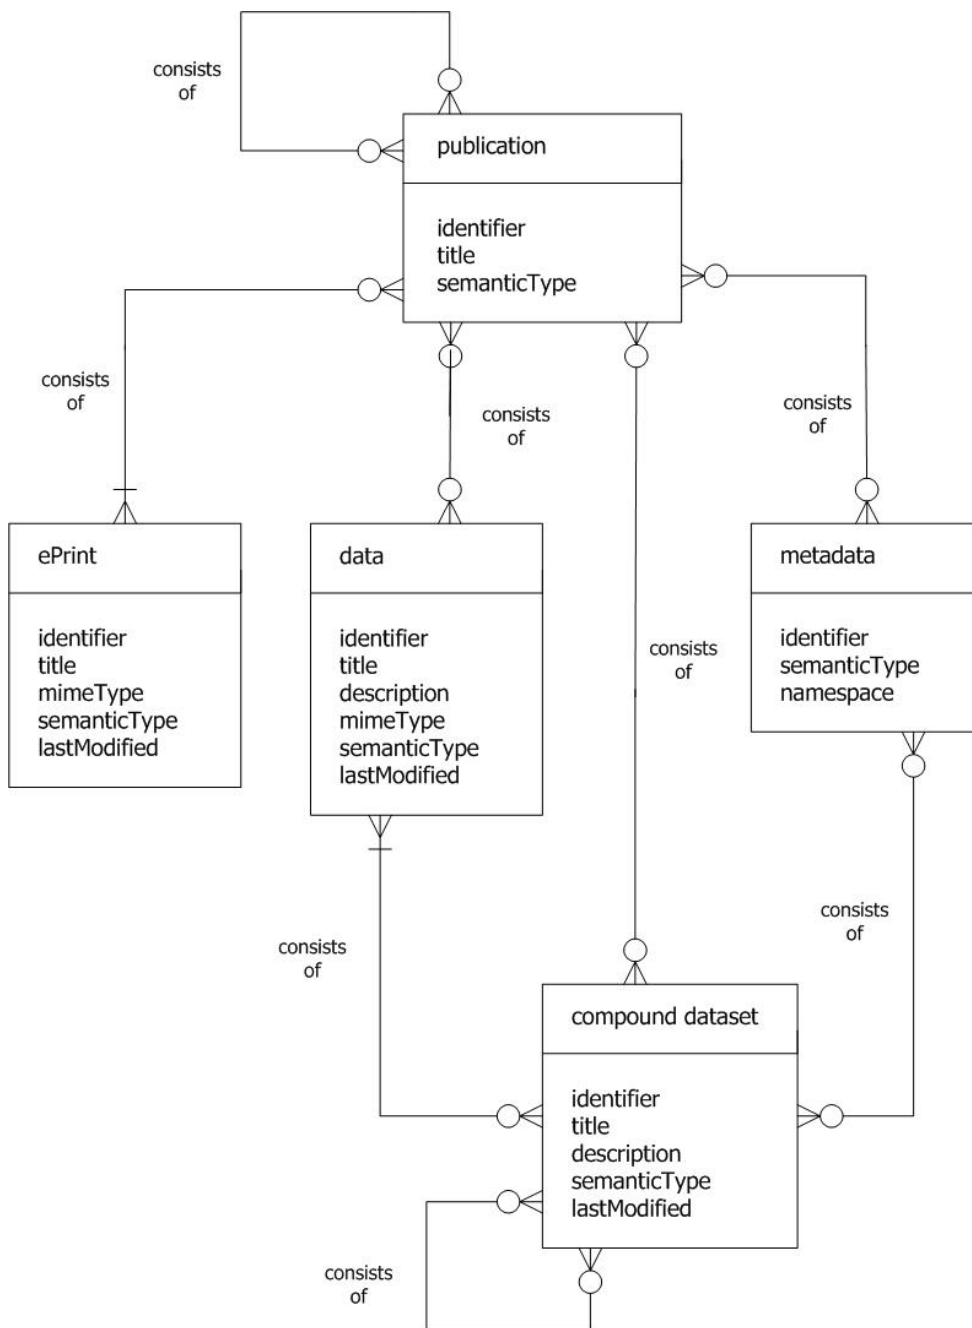 consists
of
publication
identifier
title
semanticType
consists
of
consists
of
consists
of
ePrint
identifier
title
mimeType
semanticType
lastModified
data
identifier
title
description
mimeType
semanticType
lastModified
consists
of
metadata
identifier
semanticType
namespace
consists
of
consists
of
compound dataset
identifier
title
description
semanticType
lastModified
consists
of